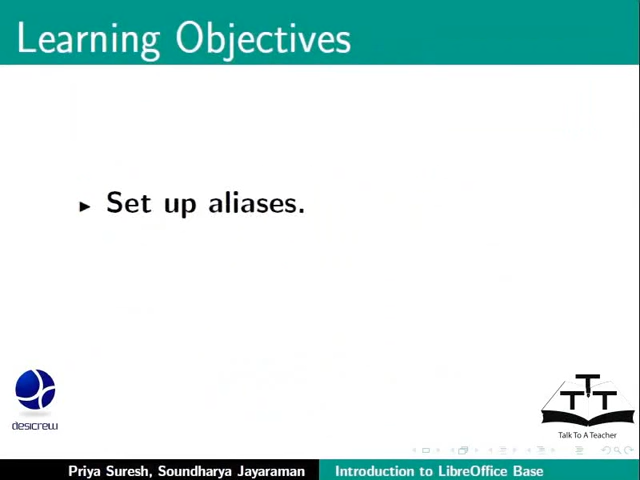 Learning Objectives
Set up aliases.
desicrew
T T T
Talk To A Teacher
Priya Suresh, Soundharya Jayaraman
Introduction to LibreOffice Base